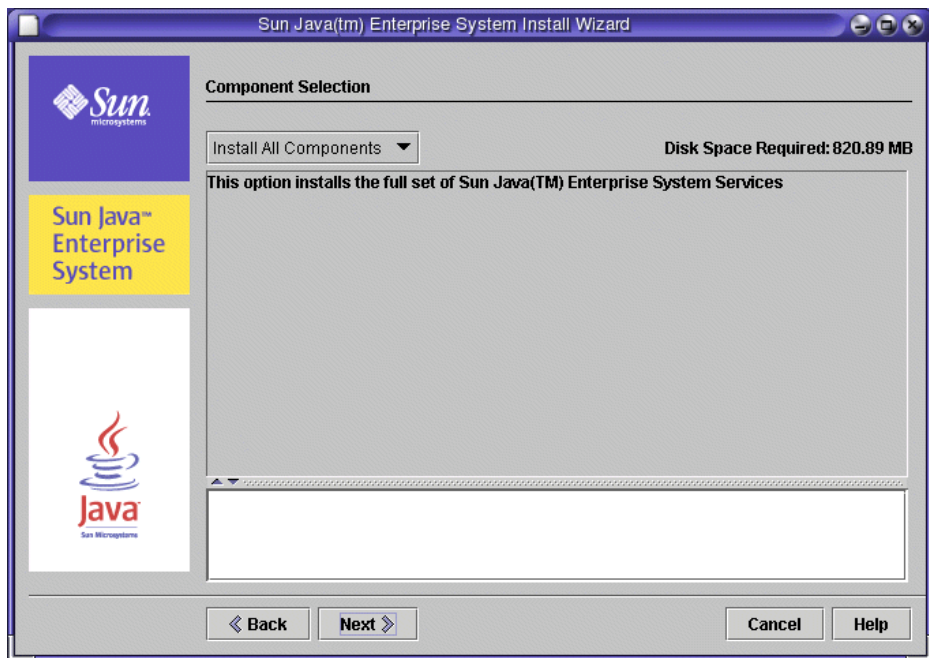 Sun Java(tm) Enterprise System Install Wizard
Sun
microsystems
Sun Java™
Enterprise
System
Java
Sun Microsystems
Component Selection
Install All Components
Disk Space Required: 820.89 MB
This option installs the full set of Sun Java(TM) Enterprise System Services
Back
Next
Cancel
Help